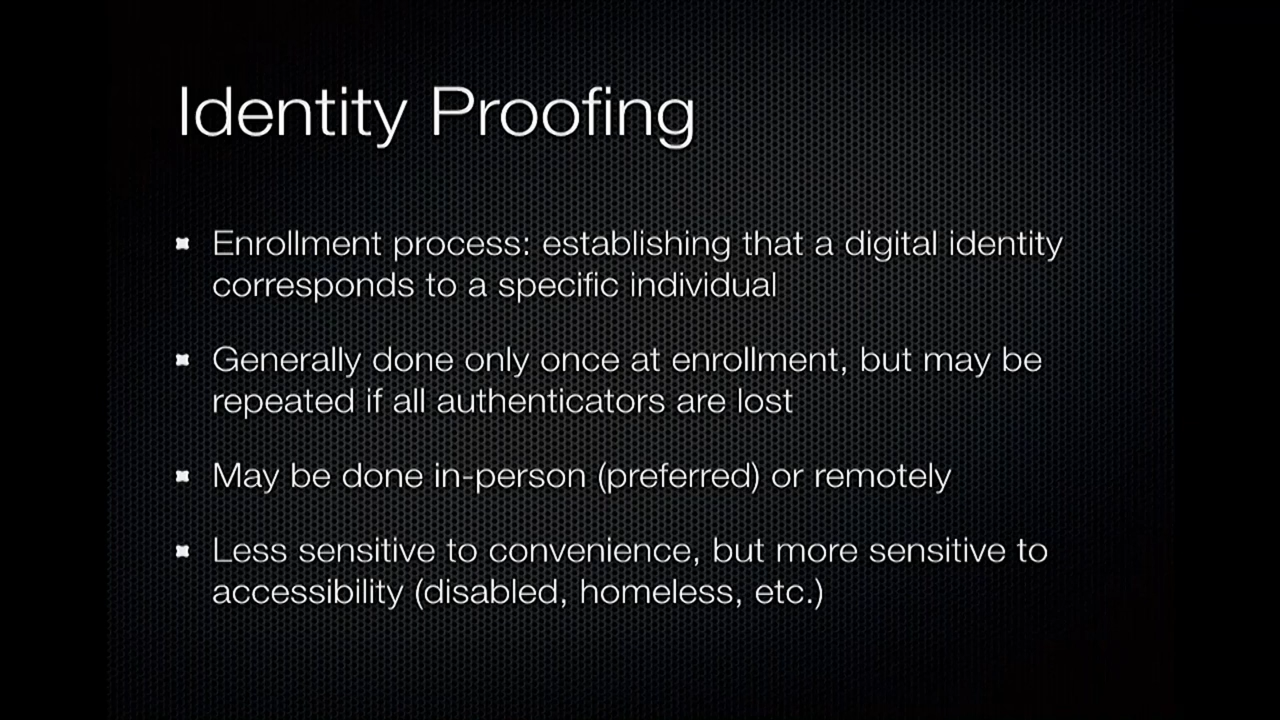 Identity Proofing
Enrollment process: establishing that a digital identity
corresponds to a specific individual
Generally done only once at enrollment, but may be
repeated if all authenticators are lost
May be done in-person (preferred) or remotely
Less sensitive to convenience, but more sensitive to
accessibility (disabled, homeless, etc.)